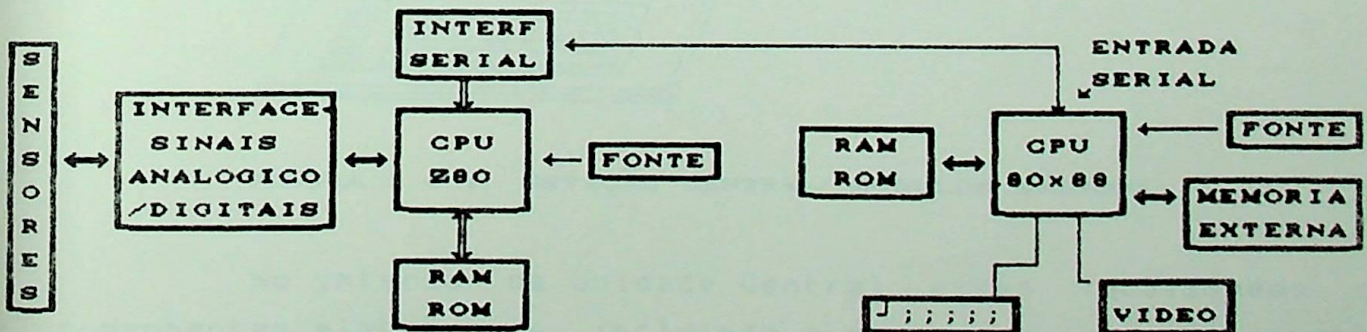 SENSORES
INTERFACE
SINAIS
ANALOGICO
/DIGITAIS
INTERF
SERIAL
CPU
Z80
RAM
ROM
FONTE
RAM
ROM
ENTRADA
SERIAL
CPU
80x88
FONTE
MEMORIA
EXTERNA
VIDEO